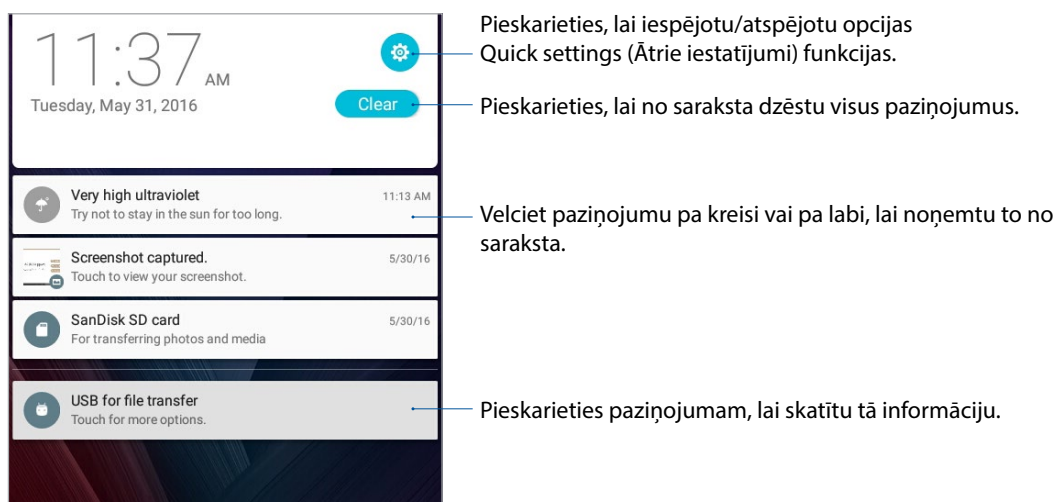 11:37 AM
Tuesday, May 31, 2016
Clear
Very high ultraviolet 11:13 AM
Try not to stay in the sun for too long.
Screenshot captured. 5/30/16
Touch to view your screenshot.
SanDisk SD card 5/30/16
For transferring photos and media
USB for file transfer
Touch for more options.
Pieskarieties, lai iespējotu/atspējotu opcijas
Quick settings (Ātrie iestatījumi) funkcijas.
Pieskarieties, lai no saraksta dzēstu visus paziņojumus.
Velciet paziņojumu pa kreisi vai pa labi, lai noņemtu to no
saraksta.
Pieskarieties paziņojumam, lai skatītu tā informāciju.